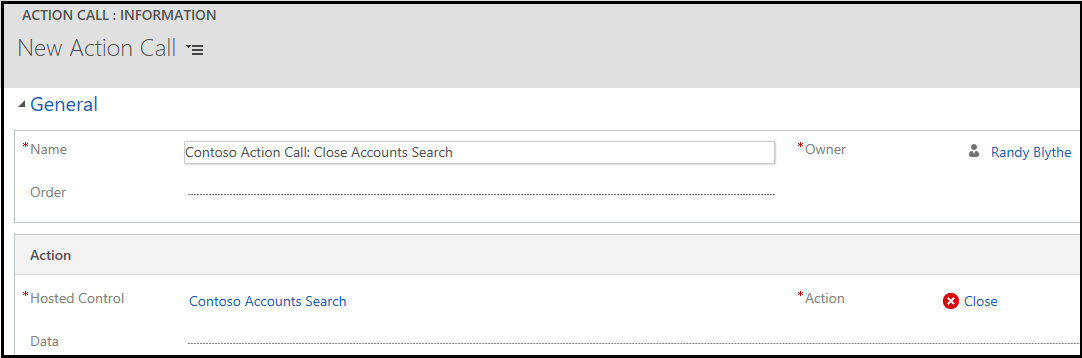 ACTION CALL : INFORMATION
New Action Call
General
*Name Contoso Action Call: Close Accounts Search *Owner Randy Blythe
Order
Action
*Hosted Control Contoso Accounts Search *Action Close
Data